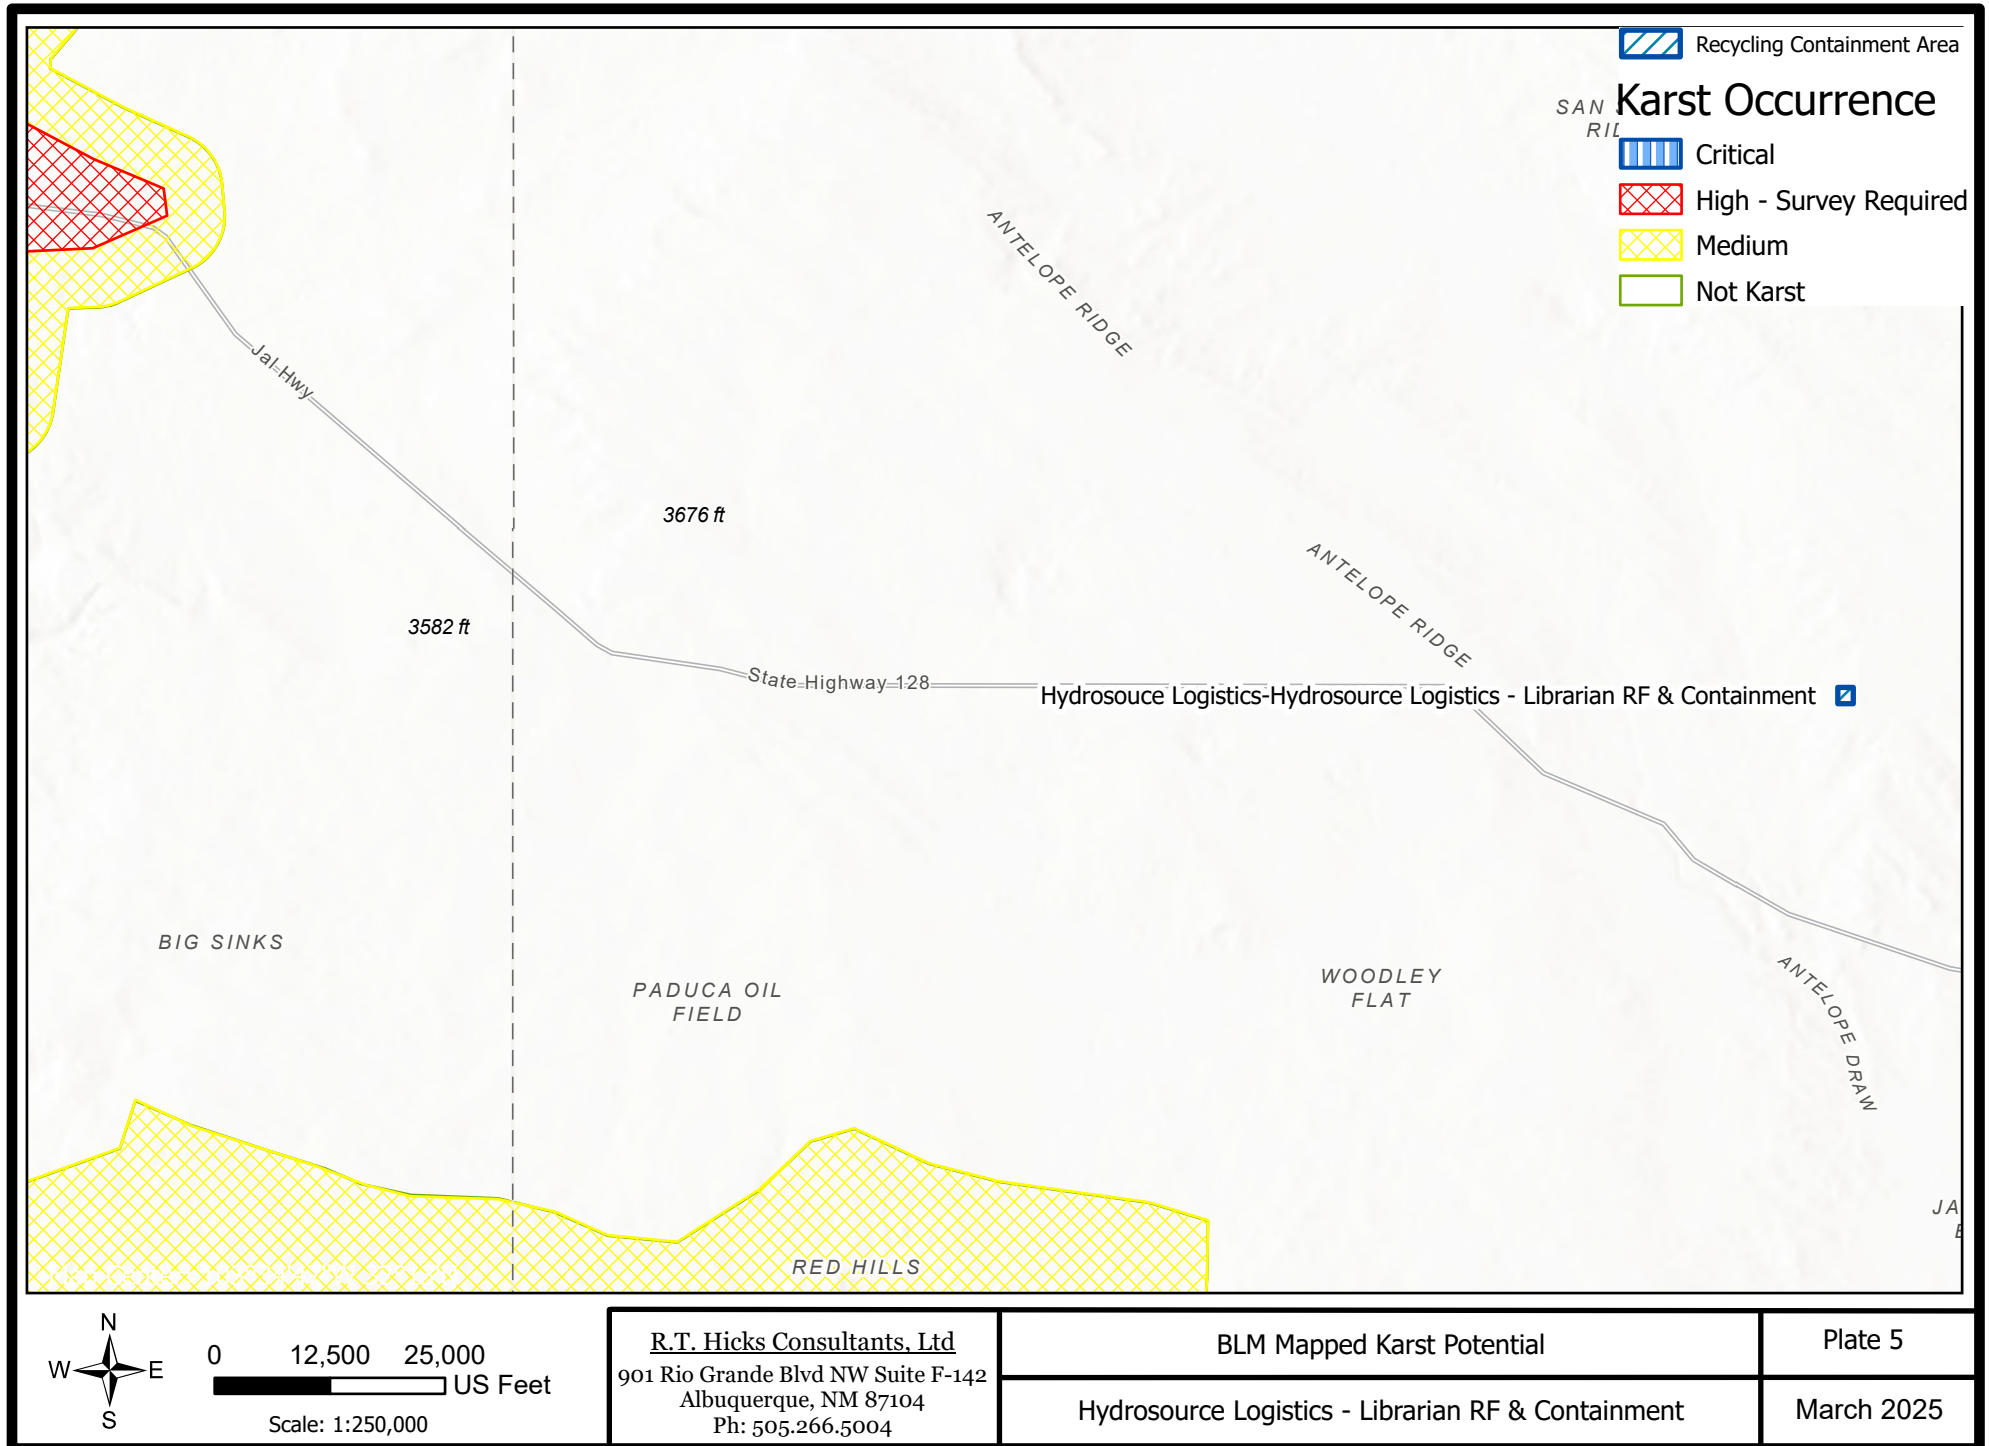 Recycling Containment Area
Karst Occurrence
Critical
High - Survey Required
Medium
Not Karst
SAN
ANTELOPE RIDGE
Jal Hwy
3676 ft
3582 ft
ANTELOPE RIDGE
State Highway 128
Hydrosouce Logistics-Hydrosource Logistics - Librarian RF & Containment
BIG SINKS
PADUCA OIL
FIELD
WOODLEY
FLAT
ANTELOPE DRAW
JA
RED HILLS
N
W E
S
0 12,500 25,000
US Feet
Scale: 1:250,000
R.T. Hicks Consultants, Ltd
901 Rio Grande Blvd NW Suite F-142
Albuquerque, NM 87104
Ph: 505.266.5004
BLM Mapped Karst Potential
Hydrosource Logistics - Librarian RF & Containment
Plate 5
March 2025